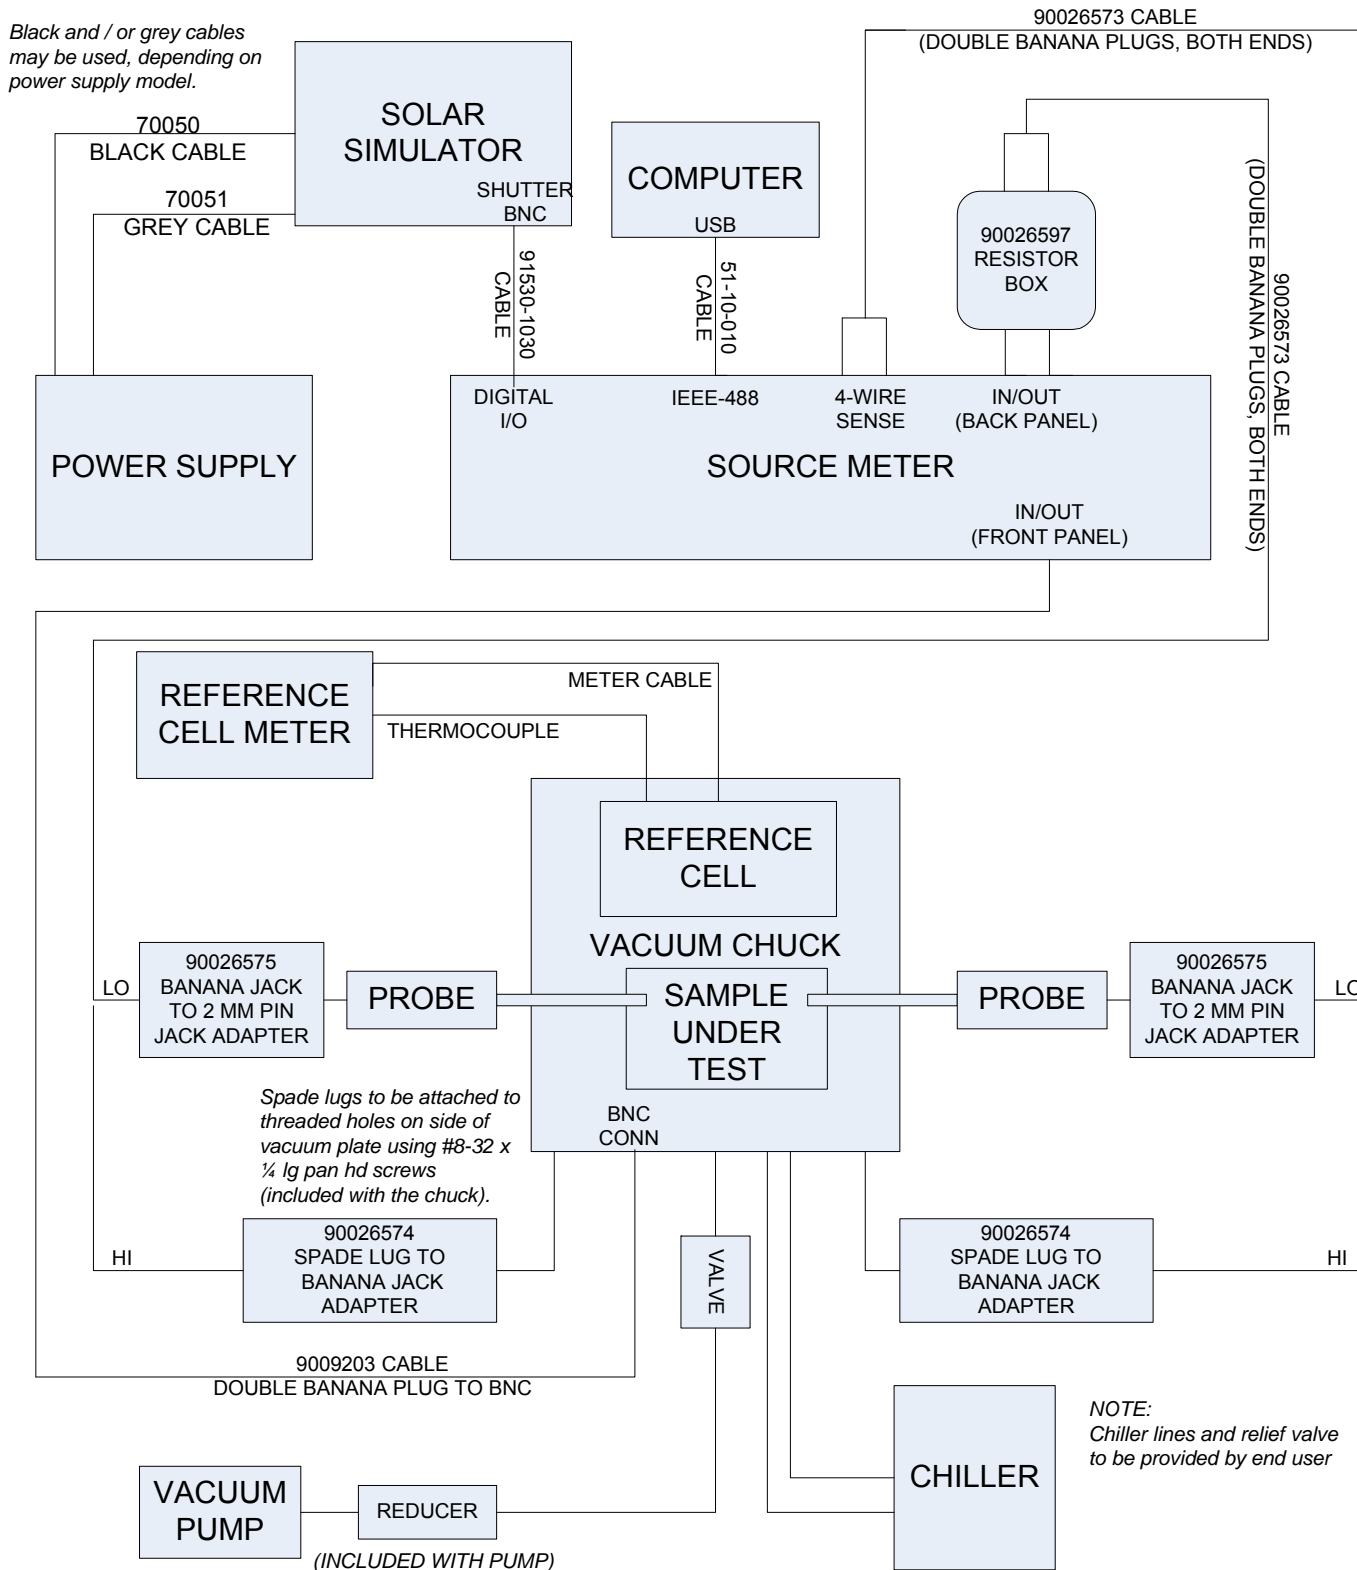 Black and / or grey cables
may be used, depending on
power supply model.
90026573 CABLE
(DOUBLE BANANA PLUGS, BOTH ENDS)
70050
BLACK CABLE
70051
GREY CABLE
SOLAR
SIMULATOR
SHUTTER
BNC
COMPUTER
USB
90026597
RESISTOR
BOX
91530-1030
CABLE
51-10-010
CABLE
90026573 CABLE
(DOUBLE BANANA PLUGS, BOTH ENDS)
POWER SUPPLY
DIGITAL
I/O
IEEE-488
4-WIRE
SENSE
IN/OUT
(BACK PANEL)
SOURCE METER
IN/OUT
(FRONT PANEL)
REFERENCE
CELL METER
METER CABLE
THERMOCOUPLE
REFERENCE
CELL
VACUUM CHUCK
LO
90026575
BANANA JACK
TO 2 MM PIN
JACK ADAPTER
PROBE
SAMPLE
UNDER
TEST
PROBE
90026575
BANANA JACK
TO 2 MM PIN
JACK ADAPTER
LO
Spade lugs to be attached to
threaded holes on side of
vacuum plate using #8-32 x
¼ lg pan hd screws
(included with the chuck).
BNC
CONN
HI
90026574
SPADE LUG TO
BANANA JACK
ADAPTER
VALVE
90026574
SPADE LUG TO
BANANA JACK
ADAPTER
HI
9009203 CABLE
DOUBLE BANANA PLUG TO BNC
NOTE:
Chiller lines and relief valve
to be provided by end user
CHILLER
VACUUM
PUMP
REDUCER
(INCLUDED WITH PUMP)